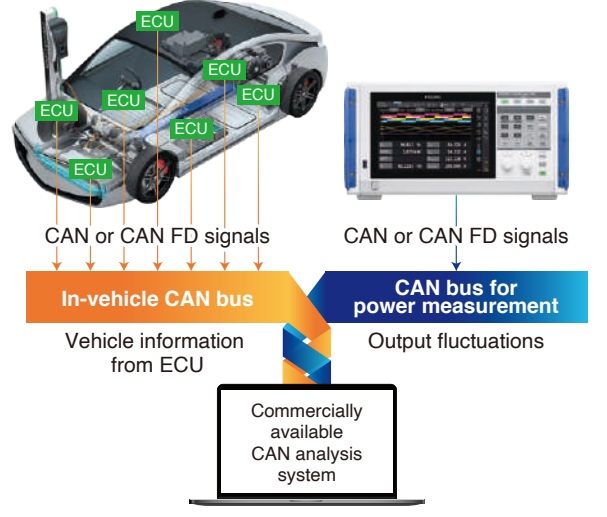 ECU
ECU
ECU
ECU
ECU
ECU
ECU
CAN or CAN FD signals
CAN or CAN FD signals
In-vehicle CAN bus
CAN bus for
power measurement
Vehicle information
from ECU
Output fluctuations
Commercially
available
CAN analysis
system